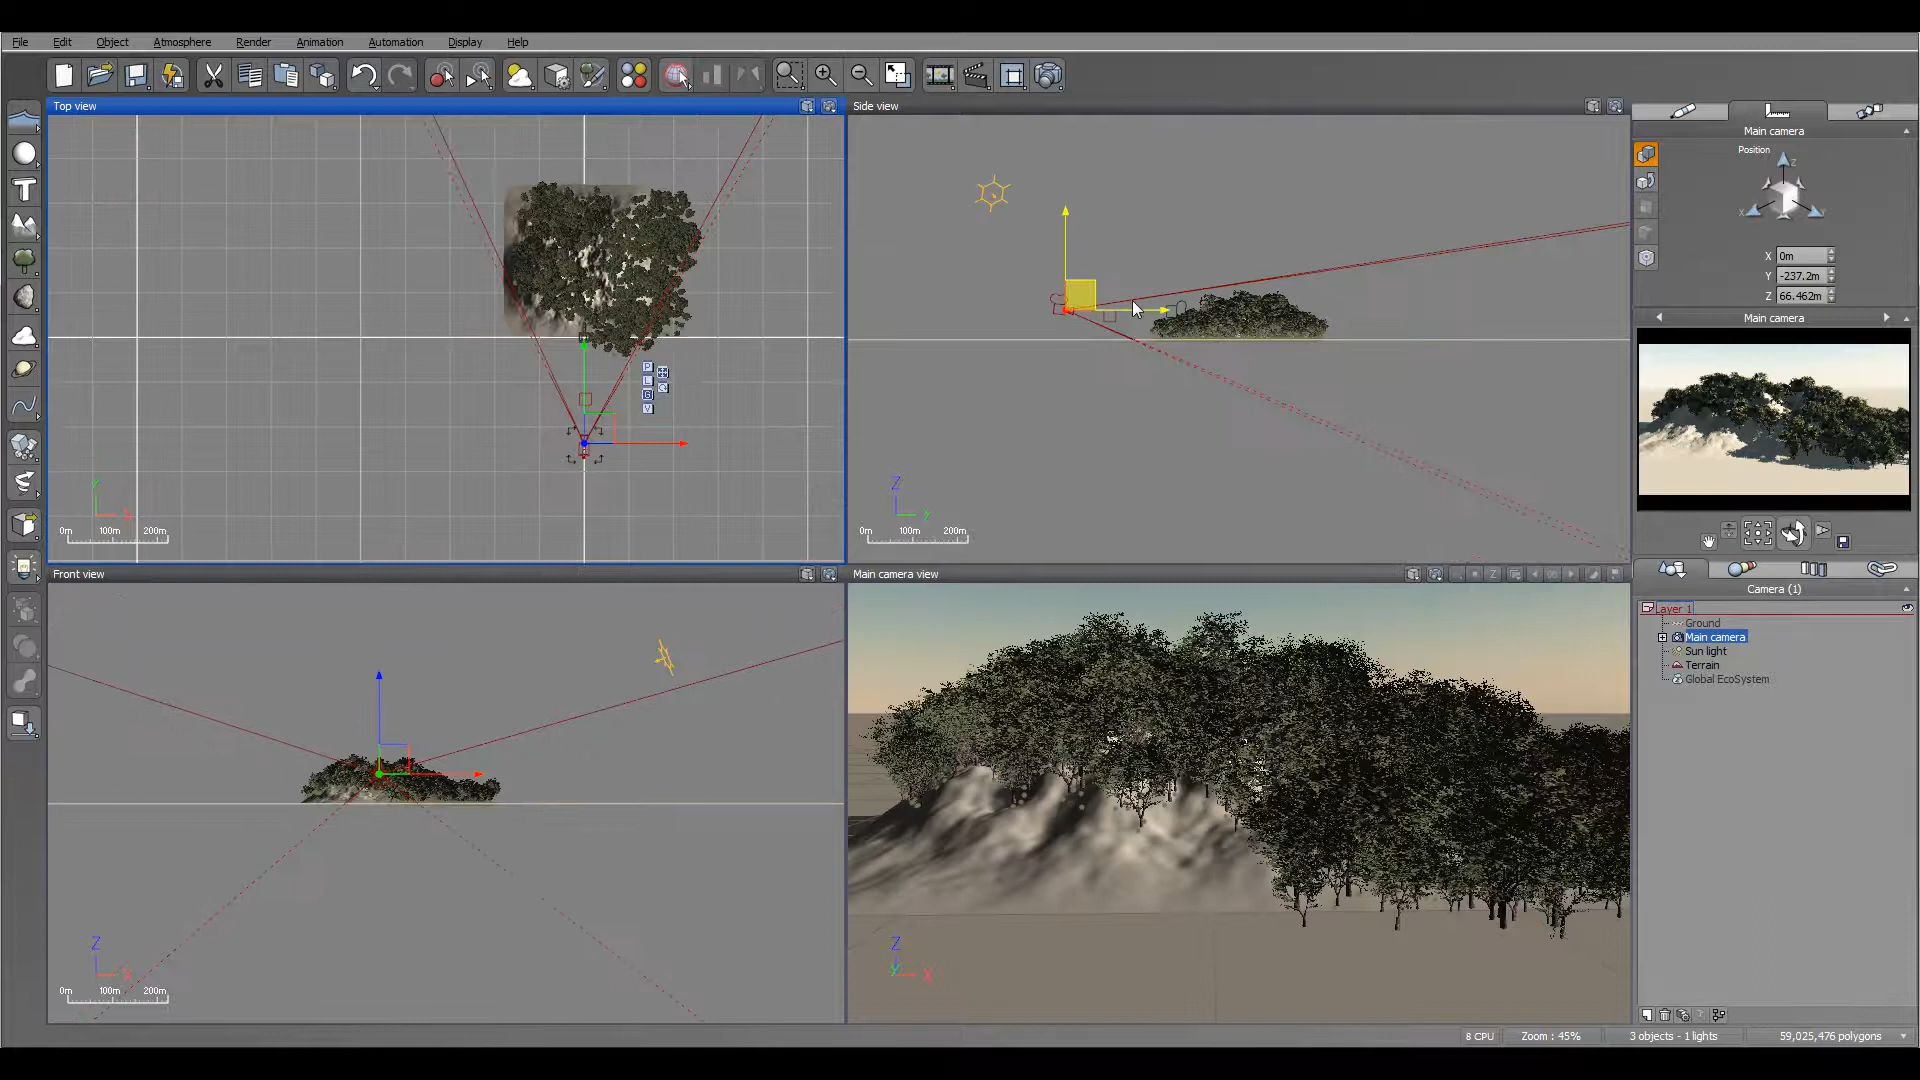 File Edit Object Atmosphere Render Animation Automation Display Help
Top view
Side view
Main camera
Position
Z
X
Y
X 0m
Y -237.2m
Z 66.462m
Main camera
P
L
G
V
Y
X
0m 100m 200m
Z
Y
0m 100m 200m
Front view
Main camera view
Z
Camera (1)
Layer 1
Ground
Main camera
Sun light
Terrain
Global EcoSystem
Z
X
0m 100m 200m
Z
Y
X
8 CPU Zoom : 45% 3 objects - 1 lights 59,025,476 polygons